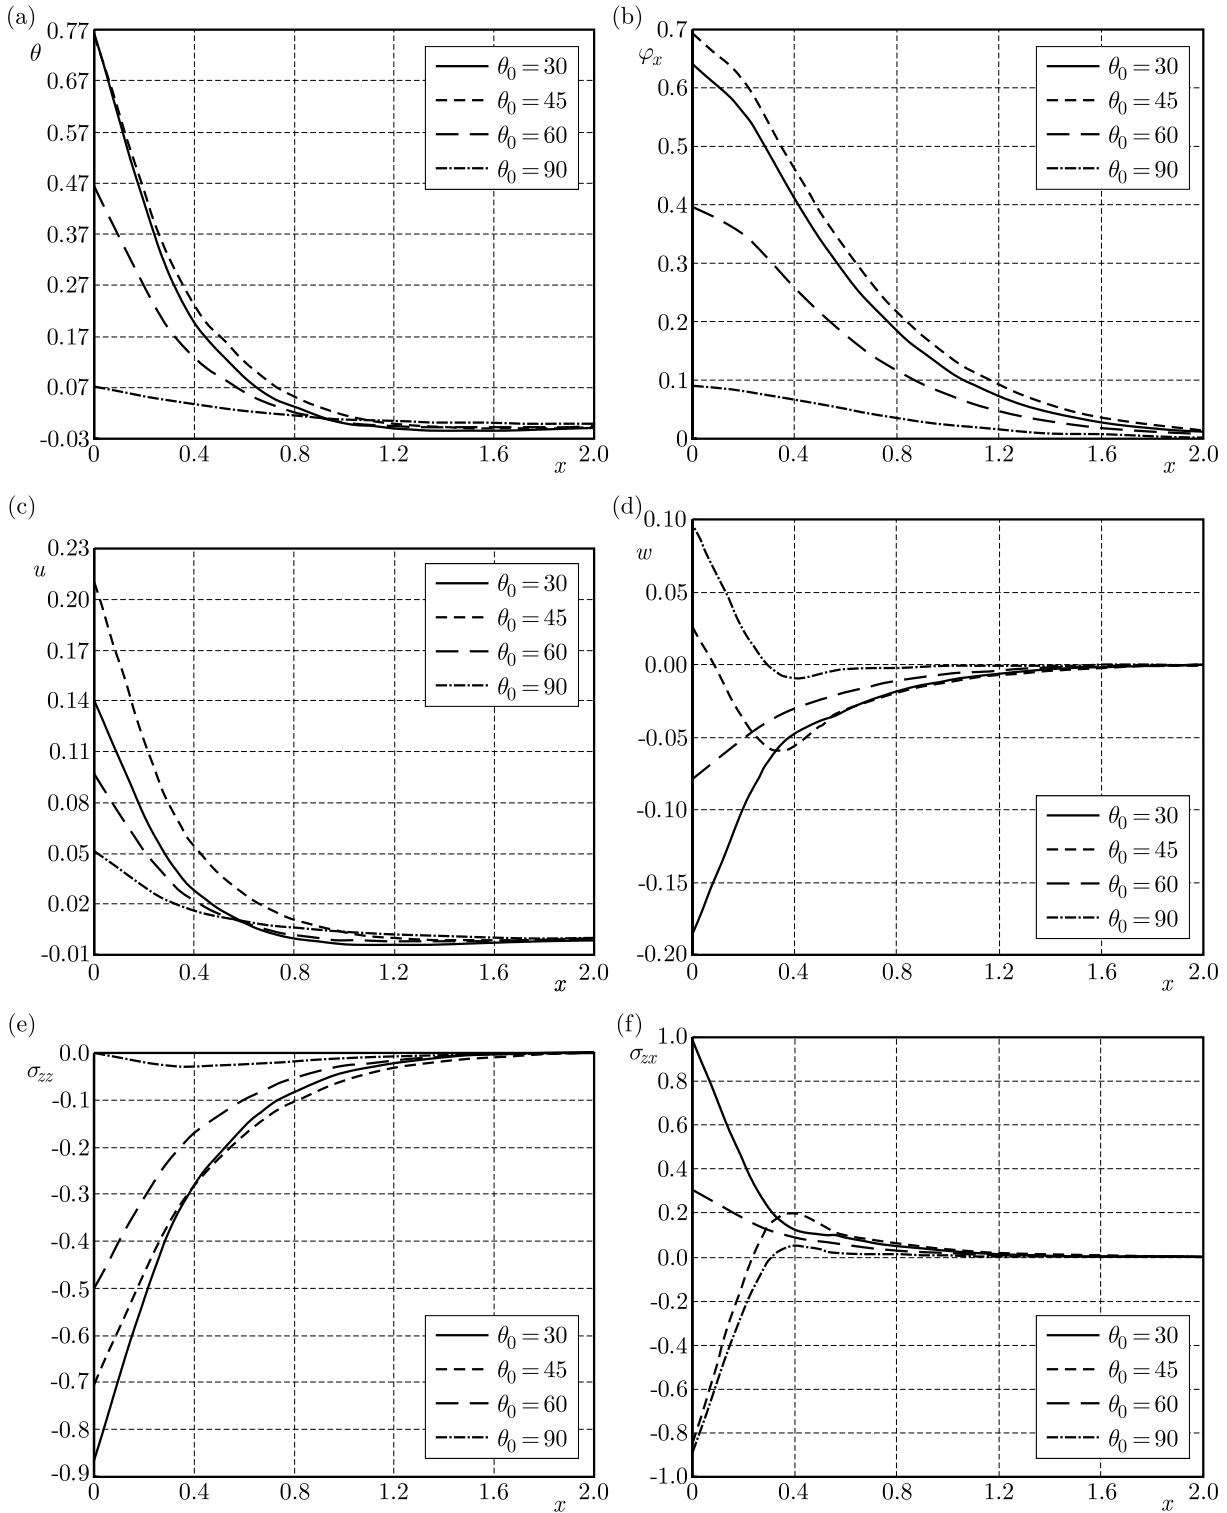 (a)
0.77
θ
0.67
0.57
0.47
0.37
0.27
0.17
0.07
-0.03
0 0.4 0.8 1.2 1.6 2.0
x
θ0 = 30
θ0 = 45
θ0 = 60
θ0 = 90
(b)
0.7
φx
0.6
0.5
0.4
0.3
0.2
0.1
0
0 0.4 0.8 1.2 1.6 2.0
x
θ0 = 30
θ0 = 45
θ0 = 60
θ0 = 90
(c)
0.23
u
0.20
0.17
0.14
0.11
0.08
0.05
0.02
-0.01
0 0.4 0.8 1.2 1.6 2.0
x
θ0 = 30
θ0 = 45
θ0 = 60
θ0 = 90
(d)
0.10
w
0.05
0.00
-0.05
-0.10
-0.15
-0.20
0 0.4 0.8 1.2 1.6 2.0
x
θ0 = 30
θ0 = 45
θ0 = 60
θ0 = 90
(e)
0.0
σzz
-0.1
-0.2
-0.3
-0.4
-0.5
-0.6
-0.7
-0.8
-0.9
0 0.4 0.8 1.2 1.6 2.0
x
θ0 = 30
θ0 = 45
θ0 = 60
θ0 = 90
(f)
1.0
σzx
0.8
0.6
0.4
0.2
0.0
-0.2
-0.4
-0.6
-0.8
-1.0
0 0.4 0.8 1.2 1.6 2.0
x
θ0 = 30
θ0 = 45
θ0 = 60
θ0 = 90